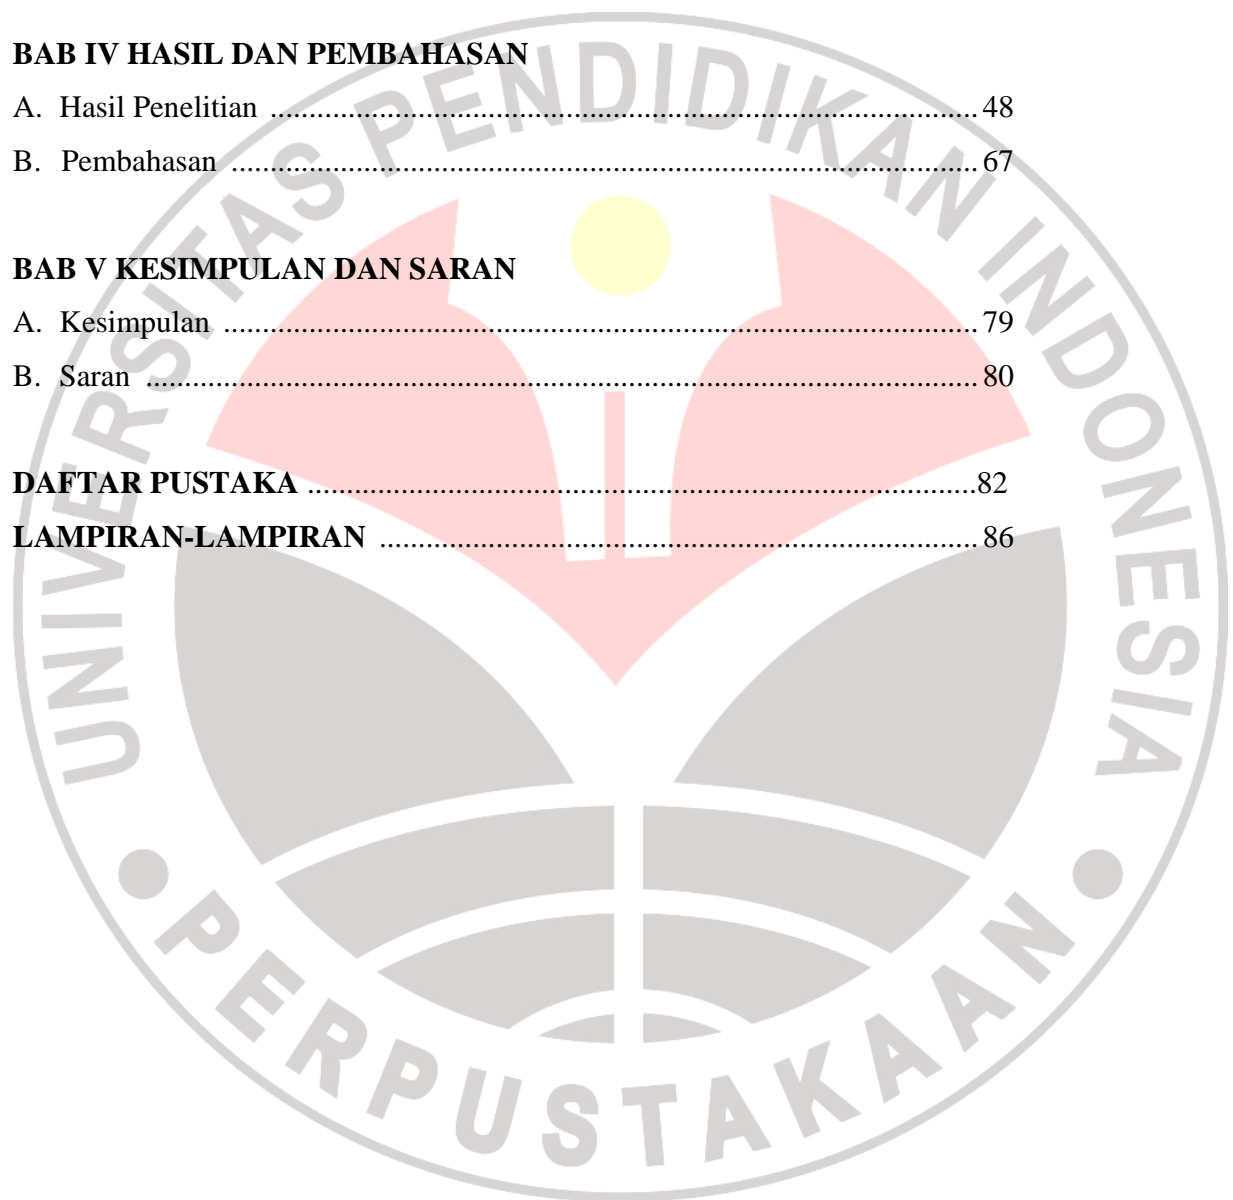 BAB IV HASIL DAN PEMBAHASAN
A. Hasil Penelitian ............................................................................................ 48
B. Pembahasan ................................................................................................. 67
BAB V KESIMPULAN DAN SARAN
A. Kesimpulan .................................................................................................. 79
B. Saran ............................................................................................................ 80
DAFTAR PUSTAKA .......................................................................................82
LAMPIRAN-LAMPIRAN .............................................................................. 86
UNIVERSITAS PENDIDIKAN INDONESIA
PERPUSTAKAAN